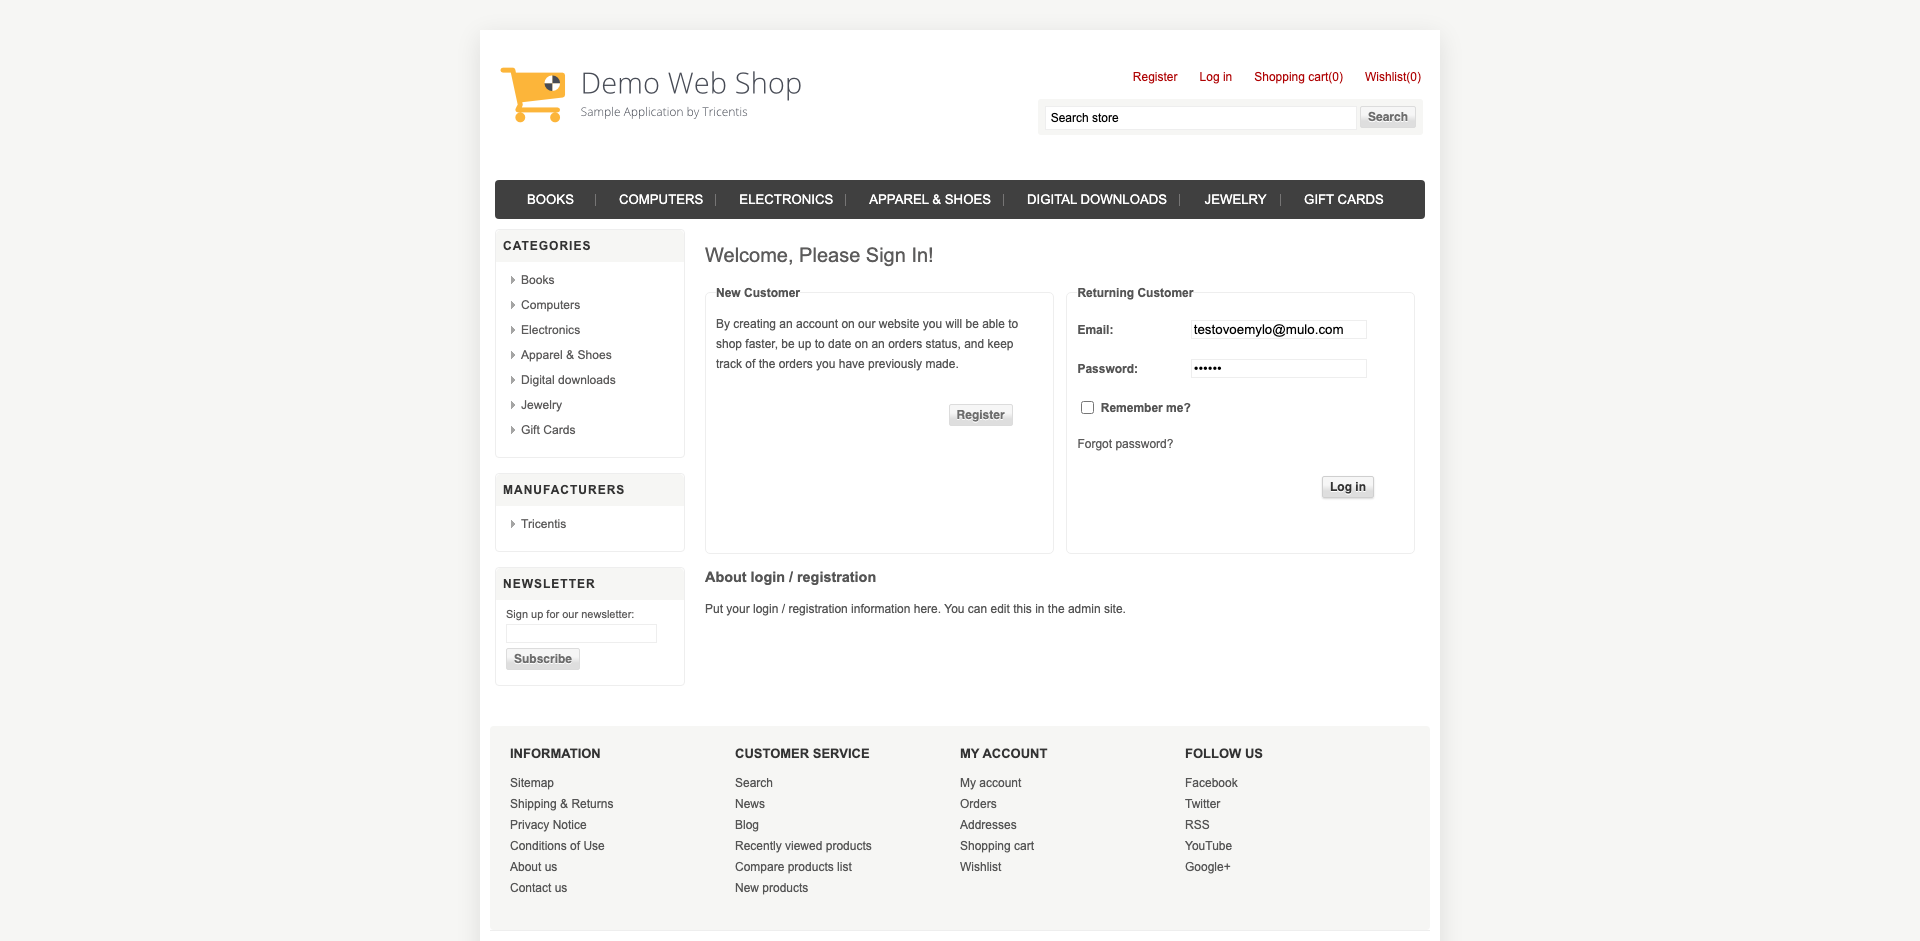 Demo Web Shop
Sample Application by Tricentis
Register Log in Shopping cart(0) Wishlist(0)
Search store Search
BOOKS COMPUTERS ELECTRONICS APPAREL & SHOES DIGITAL DOWNLOADS JEWELRY GIFT CARDS
CATEGORIES
Books
Computers
Electronics
Apparel & Shoes
Digital downloads
Jewelry
Gift Cards
MANUFACTURERS
Tricentis
NEWSLETTER
Sign up for our newsletter:
Subscribe
Welcome, Please Sign In!
New Customer
By creating an account on our website you will be able to
shop faster, be up to date on an orders status, and keep
track of the orders you have previously made.
Register
Returning Customer
Email: testovoemylo@mulo.com
Password: ••••••
Remember me?
Forgot password?
Log in
About login / registration
Put your login / registration information here. You can edit this in the admin site.
INFORMATION
Sitemap
Shipping & Returns
Privacy Notice
Conditions of Use
About us
Contact us
CUSTOMER SERVICE
Search
News
Blog
Recently viewed products
Compare products list
New products
MY ACCOUNT
My account
Orders
Addresses
Shopping cart
Wishlist
FOLLOW US
Facebook
Twitter
RSS
YouTube
Google+